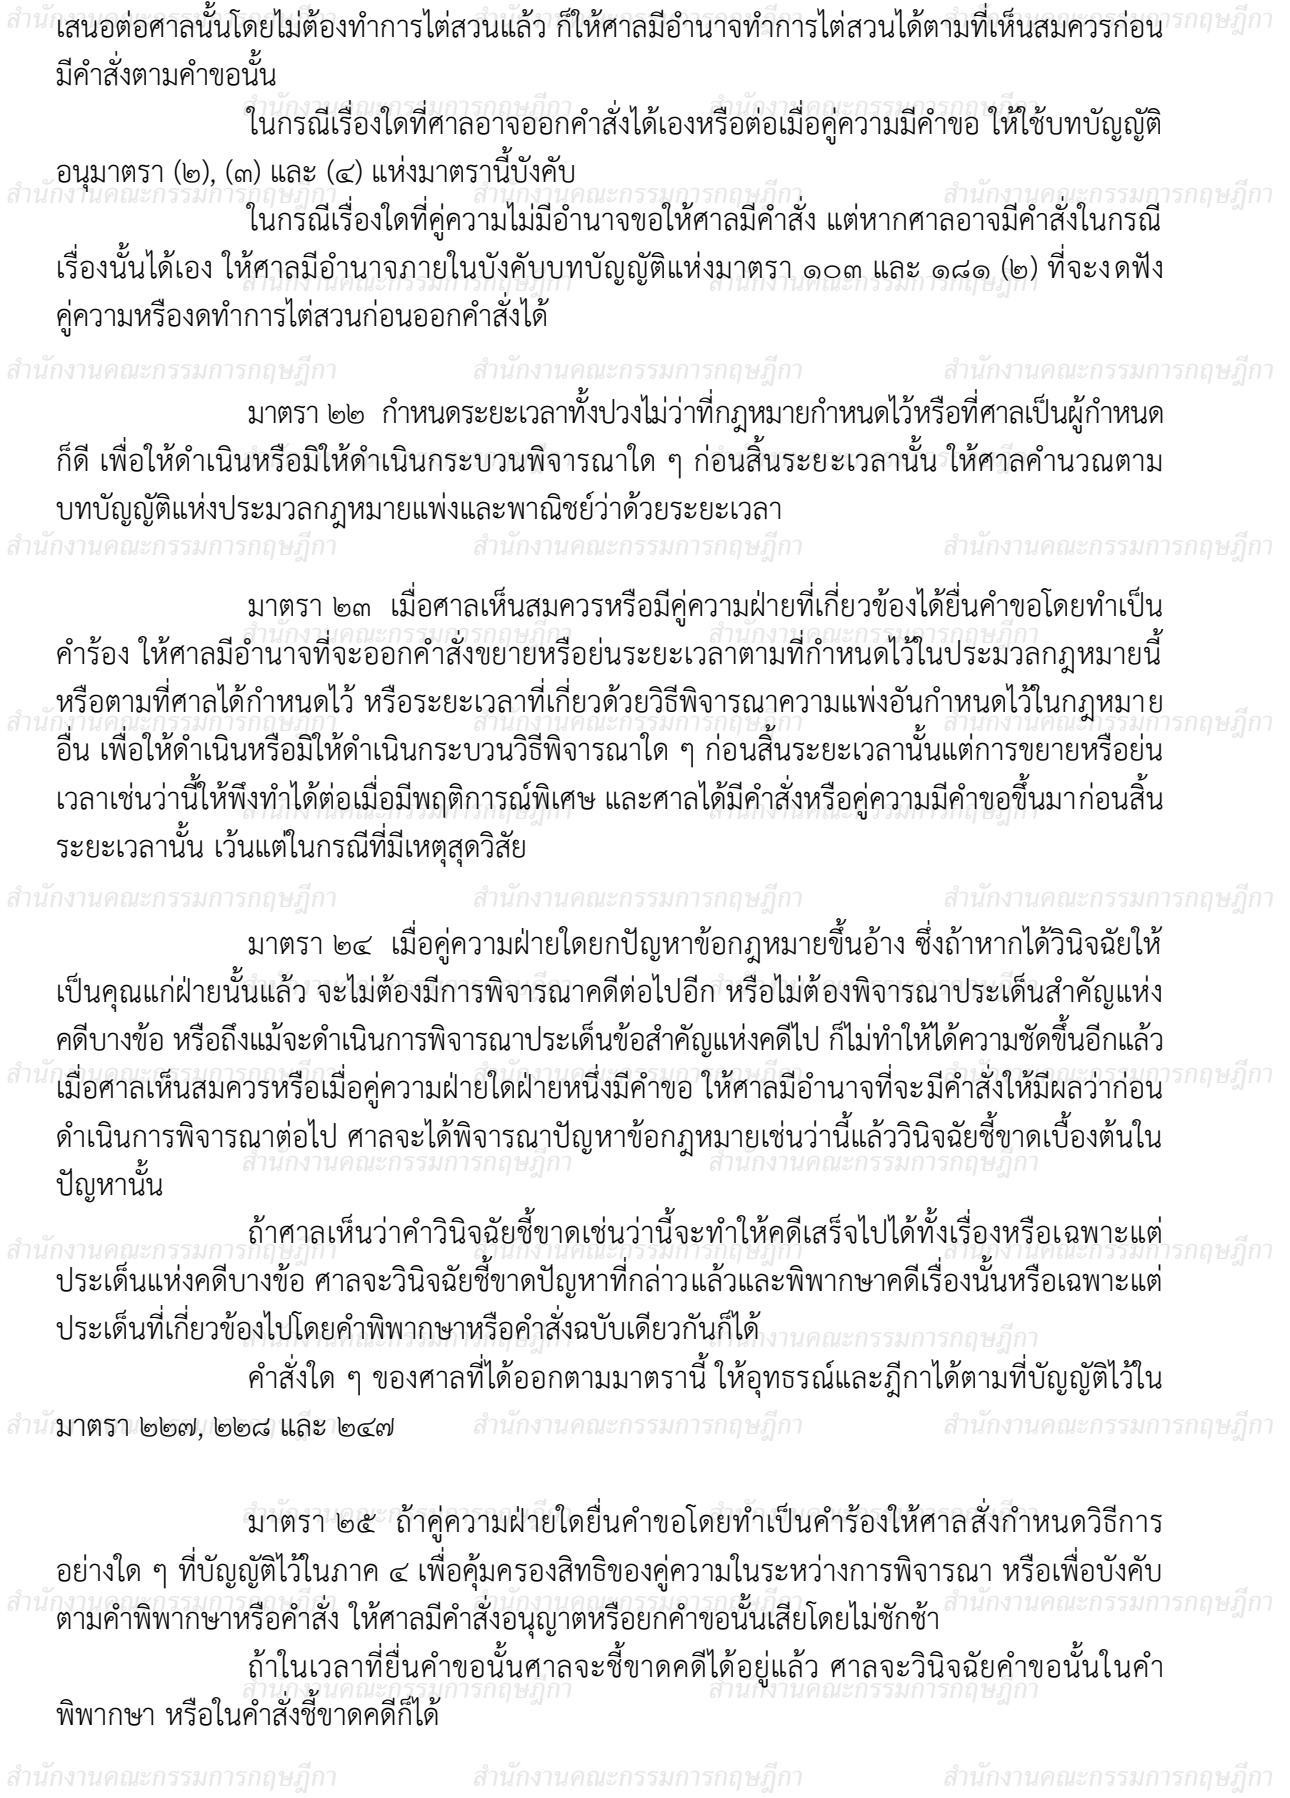 เสนอต่อศาลนั้นโดยไม่ต้องทำการไต่สวนแล้ว ก็ให้ศาลมีอำนาจทำการไต่สวนได้ตามที่เห็นสมควรก่อน
มีคำสั่งตามคำขอนั้น
ในกรณีเรื่องใดที่ศาลอาจออกคำสั่งได้เองหรือต่อเมื่อคู่ความมีคำขอ ให้ใช้บทบัญญัติ
อนุมาตรา (๒), (๓) และ (๔) แห่งมาตรานี้บังคับ
ในกรณีเรื่องใดที่คู่ความไม่มีอำนาจขอให้ศาลมีคำสั่ง แต่หากศาลอาจมีคำสั่งในกรณี
เรื่องนั้นได้เอง ให้ศาลมีอำนาจภายในบังคับบทบัญญัติแห่งมาตรา ๑๐๓ และ ๑๘๑ (๒) ที่จะงดฟัง
คู่ความหรืองดทำการไต่สวนก่อนออกคำสั่งได้
มาตรา ๒๒ กำหนดระยะเวลาทั้งปวงไม่ว่าที่กฎหมายกำหนดไว้หรือที่ศาลเป็นผู้กำหนด
ก็ดี เพื่อให้ดำเนินหรือมิให้ดำเนินกระบวนพิจารณาใด ๆ ก่อนสิ้นระยะเวลานั้น ให้ศาลคำนวณตาม
บทบัญญัติแห่งประมวลกฎหมายแพ่งและพาณิชย์ว่าด้วยระยะเวลา
มาตรา ๒๓ เมื่อศาลเห็นสมควรหรือมีคู่ความฝ่ายที่เกี่ยวข้องได้ยื่นคำขอโดยทำเป็น
คำร้อง ให้ศาลมีอำนาจที่จะออกคำสั่งขยายหรือย่นระยะเวลาตามที่กำหนดไว้ในประมวลกฎหมายนี้
หรือตามที่ศาลได้กำหนดไว้ หรือระยะเวลาที่เกี่ยวด้วยวิธีพิจารณาความแพ่งอันกำหนดไว้ในกฎหมาย
อื่น เพื่อให้ดำเนินหรือมิให้ดำเนินกระบวนวิธีพิจารณาใด ๆ ก่อนสิ้นระยะเวลานั้นแต่การขยายหรือย่น
เวลาเช่นว่านี้ให้พึงทำได้ต่อเมื่อมีพฤติการณ์พิเศษ และศาลได้มีคำสั่งหรือคู่ความมีคำขอขึ้นมาก่อนสิ้น
ระยะเวลานั้น เว้นแต่ในกรณีที่มีเหตุสุดวิสัย
มาตรา ๒๔ เมื่อคู่ความฝ่ายใดยกปัญหาข้อกฎหมายขึ้นอ้าง ซึ่งถ้าหากได้วินิจฉัยให้
เป็นคุณแก่ฝ่ายนั้นแล้ว จะไม่ต้องมีการพิจารณาคดีต่อไปอีก หรือไม่ต้องพิจารณาประเด็นสำคัญแห่ง
คดีบางข้อ หรือถึงแม้จะดำเนินการพิจารณาประเด็นข้อสำคัญแห่งคดีไป ก็ไม่ทำให้ได้ความชัดขึ้นอีกแล้ว
เมื่อศาลเห็นสมควรหรือเมื่อคู่ความฝ่ายใดฝ่ายหนึ่งมีคำขอ ให้ศาลมีอำนาจที่จะมีคำสั่งให้มีผลว่าก่อน
ดำเนินการพิจารณาต่อไป ศาลจะได้พิจารณาปัญหาข้อกฎหมายเช่นว่านี้แล้ววินิจฉัยชี้ขาดเบื้องต้นใน
ปัญหานั้น
ถ้าศาลเห็นว่าคำวินิจฉัยชี้ขาดเช่นว่านี้จะทำให้คดีเสร็จไปได้ทั้งเรื่องหรือเฉพาะแต่
ประเด็นแห่งคดีบางข้อ ศาลจะวินิจฉัยชี้ขาดปัญหาที่กล่าวแล้วและพิพากษาคดีเรื่องนั้นหรือเฉพาะแต่
ประเด็นที่เกี่ยวข้องไปโดยคำพิพากษาหรือคำสั่งฉบับเดียวกันก็ได้
คำสั่งใด ๆ ของศาลที่ได้ออกตามมาตรานี้ ให้อุทธรณ์และฎีกาได้ตามที่บัญญัติไว้ใน
มาตรา ๒๒๗, ๒๒๘ และ ๒๔๗
มาตรา ๒๕ ถ้าคู่ความฝ่ายใดยื่นคำขอโดยทำเป็นคำร้องให้ศาลสั่งกำหนดวิธีการ
อย่างใด ๆ ที่บัญญัติไว้ในภาค ๔ เพื่อคุ้มครองสิทธิของคู่ความในระหว่างการพิจารณา หรือเพื่อบังคับ
ตามคำพิพากษาหรือคำสั่ง ให้ศาลมีคำสั่งอนุญาตหรือยกคำขอนั้นเสียโดยไม่ชักช้า
ถ้าในเวลาที่ยื่นคำขอนั้นศาลจะชี้ขาดคดีได้อยู่แล้ว ศาลจะวินิจฉัยคำขอนั้นในคำ
พิพากษา หรือในคำสั่งชี้ขาดคดีก็ได้
สำนักงานคณะกรรมการกฤษฎีกา สำนักงานคณะกรรมการกฤษฎีกา สำนักงานคณะกรรมการกฤษฎีกา